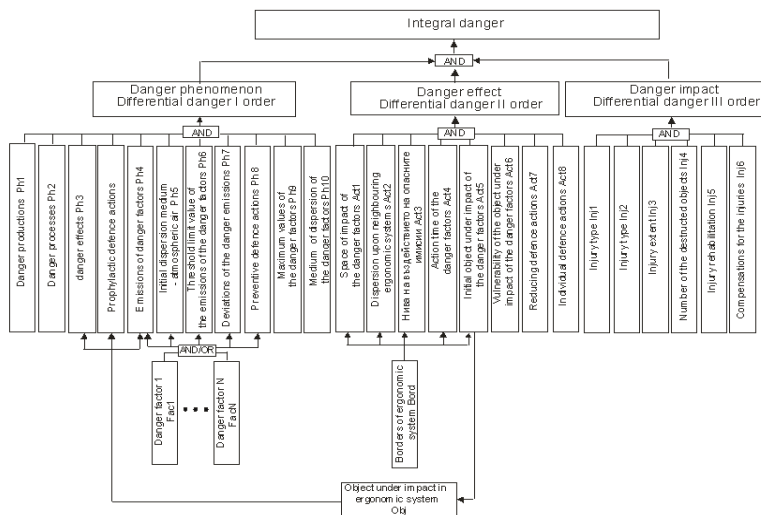 Integral danger
AND
Danger phenomenon
Differential danger I order
Danger effect
Differential danger II order
Danger impact
Differential danger III order
AND
AND
AND
Danger productions Ph1
Danger processes Ph2
danger effects Ph3
Prophylactic defence actions
Emissions of danger factors Ph4
Initial dispersion medium
- atmospheric air Ph5
Threshold limit value of
the emissions of the danger factors Ph6
Deviations of the danger emissions Ph7
Preventive defence actions Ph8
Maximum values of
the danger factors Ph9
Medium of dispersion of
the danger factors Ph10
Space of impact of
the danger factors Act1
Dispersion upon neighbouring
ergonomic systems Act2
Нива на въздействието на опасните
имисии Act3
Action time of the
danger factors Act4
Initial object under impact of
the danger factors Act5
Vulnerability of the object under
impact of the danger factors Act6
Reducing defence actions Act7
Individual defence actions Act8
Injury type Inj1
Injury type Inj2
Injury extent Inj3
Number of the destructed objects Inj4
Injury rehabilitation Inj5
Compensations for the injuries Inj6
AND/OR
Danger factor 1
Fac1
Danger factor N
FacN
Borders of ergonomic
system Bord
Object under impact in
ergonomic system
Obj